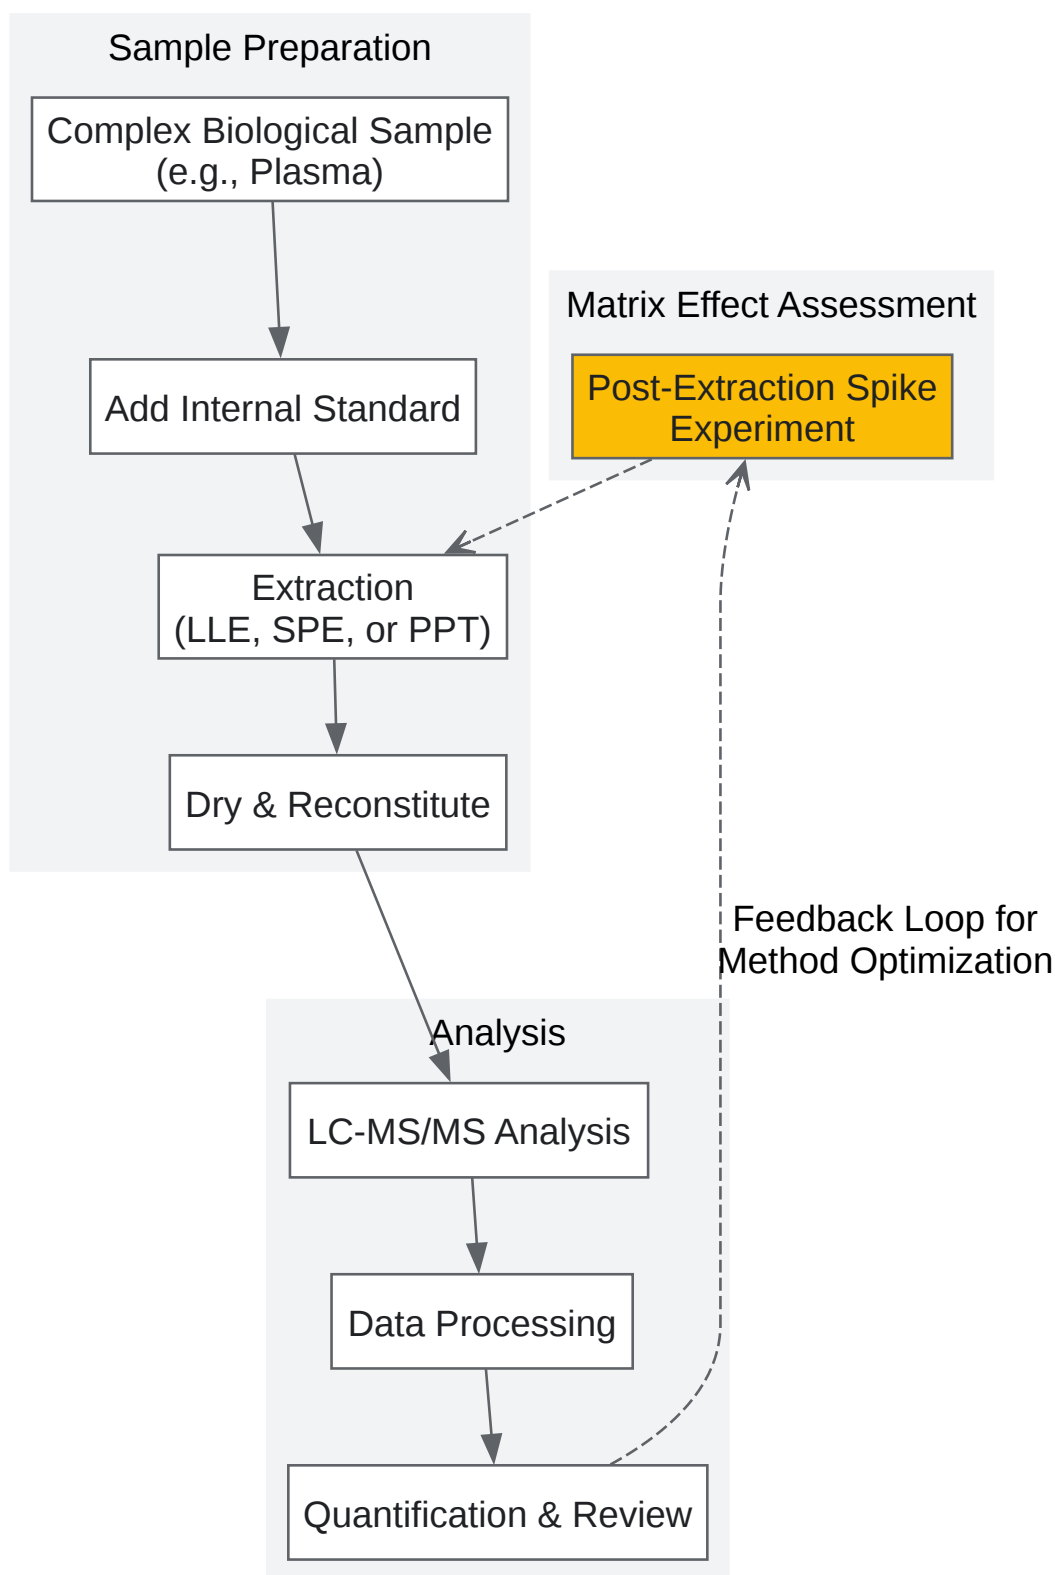 Sample Preparation
Complex Biological Sample
(e.g., Plasma)
Matrix Effect Assessment
Post-Extraction Spike
Experiment
Add Internal Standard
Extraction
(LLE, SPE, or PPT)
Dry & Reconstitute
Feedback Loop for
Method Optimization
Analysis
LC-MS/MS Analysis
Data Processing
Quantification & Review